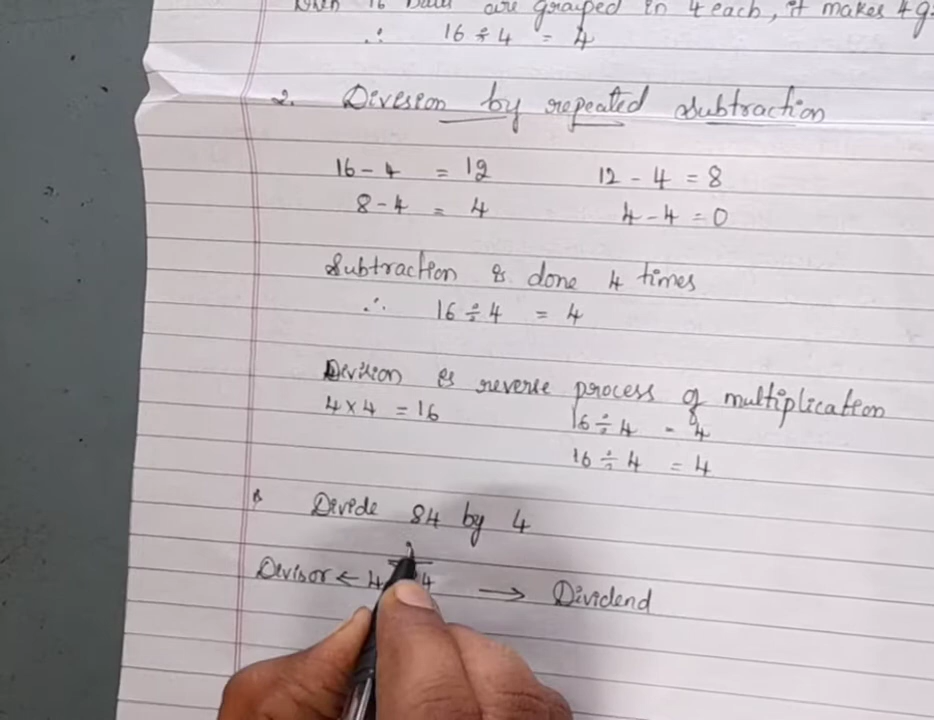 are grouped in 4 each, it makes 4 g
∴ 16 ÷ 4 = 4
2. Division by repeated subtraction
16 - 4 = 12 12 - 4 = 8
8 - 4 = 4 4 - 4 = 0
Subtraction is done 4 times
∴ 16 ÷ 4 = 4
Division is reverse process of multiplication
4 × 4 = 16 16 ÷ 4 = 4
16 ÷ 4 = 4
Divide 84 by 4
Divisor ← 4 4 → Dividend